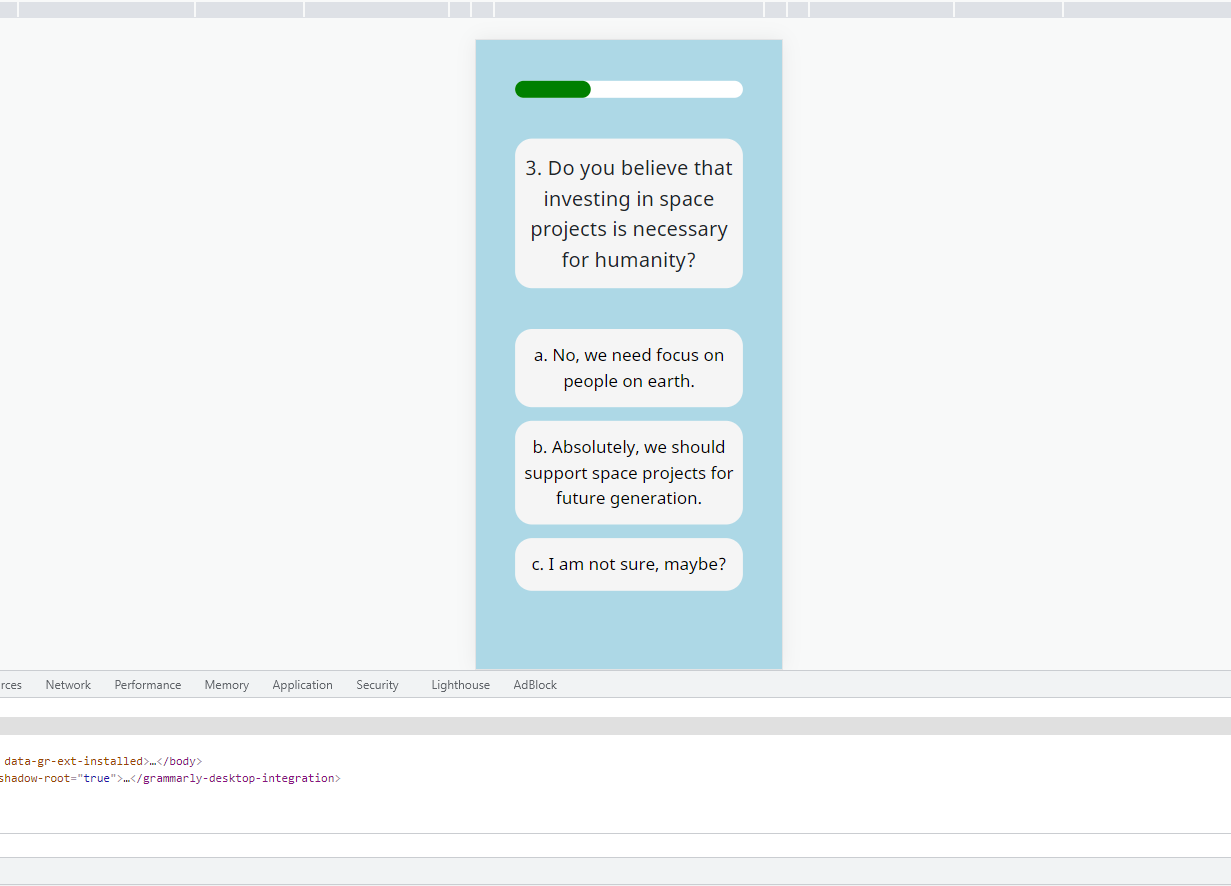 3. Do you believe that
investing in space
projects is necessary
for humanity?
a. No, we need focus on
people on earth.
b. Absolutely, we should
support space projects for
future generation.
c. I am not sure, maybe?
rces Network Performance Memory Application Security Lighthouse AdBlock
data-gr-ext-installed>…</body>
shadow-root="true">…</grammarly-desktop-integration>